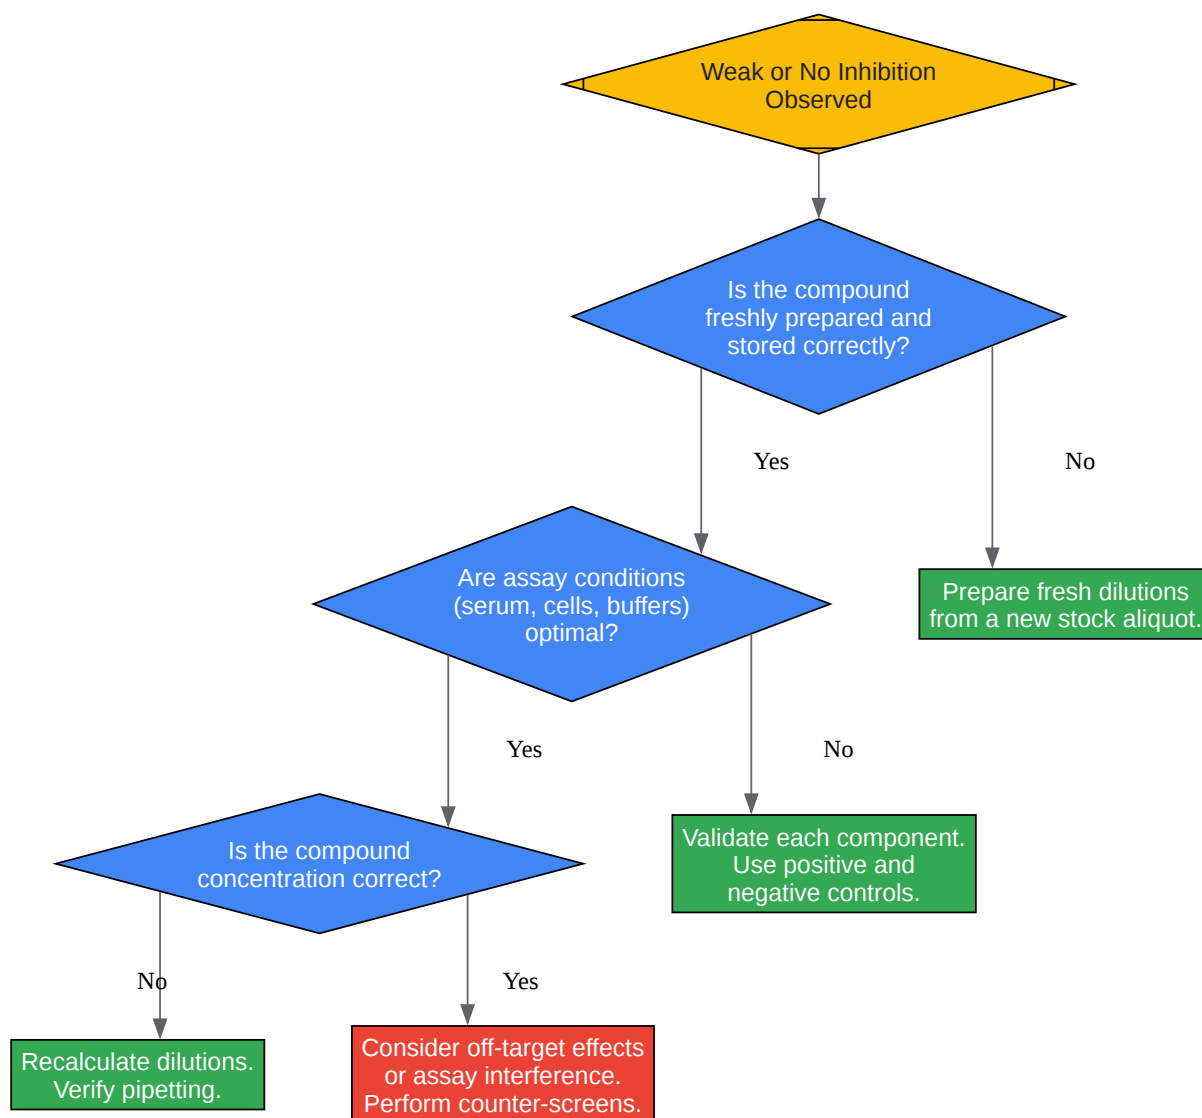 Weak or No Inhibition
Observed
Is the compound
freshly prepared and
stored correctly?
Yes
No
Are assay conditions
(serum, cells, buffers)
optimal?
Prepare fresh dilutions
from a new stock aliquot.
Yes
No
Is the compound
concentration correct?
Validate each component.
Use positive and
negative controls.
No
Yes
Recalculate dilutions.
Verify pipetting.
Consider off-target effects
or assay interference.
Perform counter-screens.